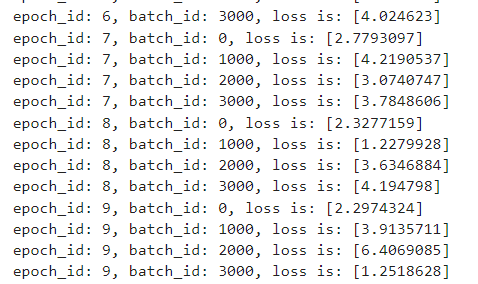 epoch_id: 6, batch_id: 3000, loss is: [4.024623]
epoch_id: 7, batch_id: 0, loss is: [2.7793097]
epoch_id: 7, batch_id: 1000, loss is: [4.2190537]
epoch_id: 7, batch_id: 2000, loss is: [3.0740747]
epoch_id: 7, batch_id: 3000, loss is: [3.7848606]
epoch_id: 8, batch_id: 0, loss is: [2.3277159]
epoch_id: 8, batch_id: 1000, loss is: [1.2279928]
epoch_id: 8, batch_id: 2000, loss is: [3.6346884]
epoch_id: 8, batch_id: 3000, loss is: [4.194798]
epoch_id: 9, batch_id: 0, loss is: [2.2974324]
epoch_id: 9, batch_id: 1000, loss is: [3.9135711]
epoch_id: 9, batch_id: 2000, loss is: [6.4069085]
epoch_id: 9, batch_id: 3000, loss is: [1.2518628]